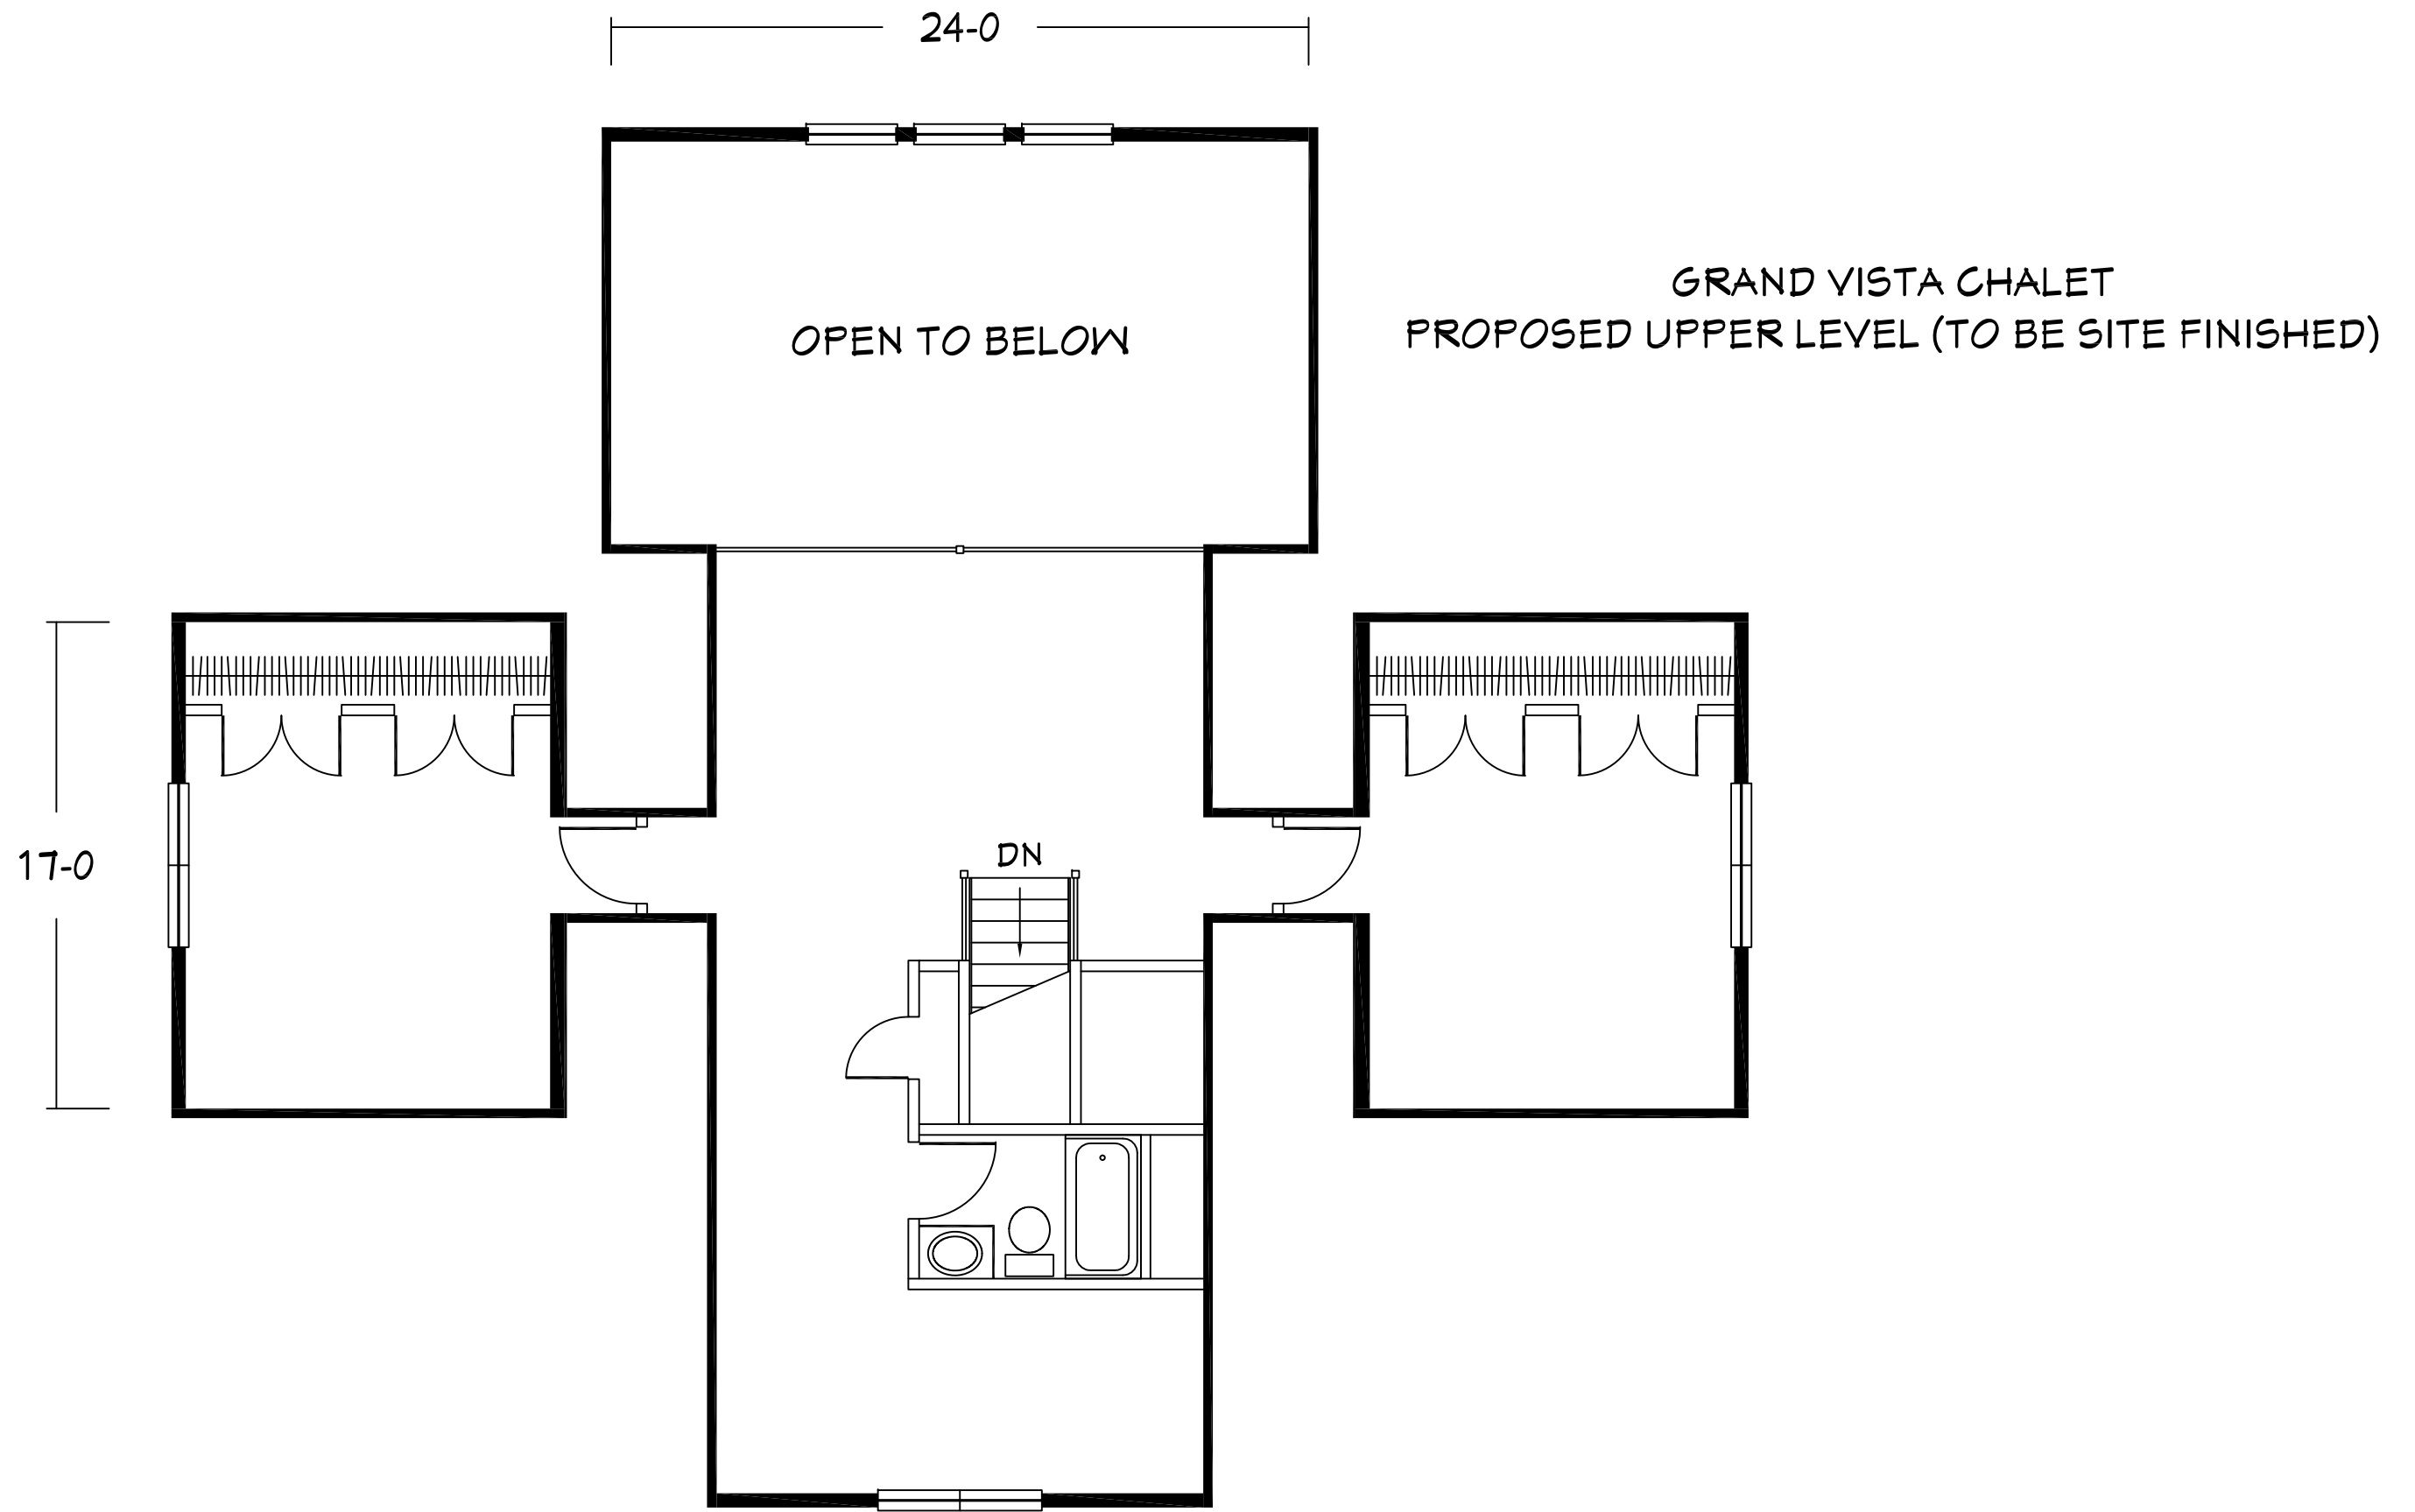 24-0
GRAND VISTA CHALET
PROPOSED UPPER LEVEL (TO BE SITE FINISHED)
OPEN TO BELOW
17-0
DN